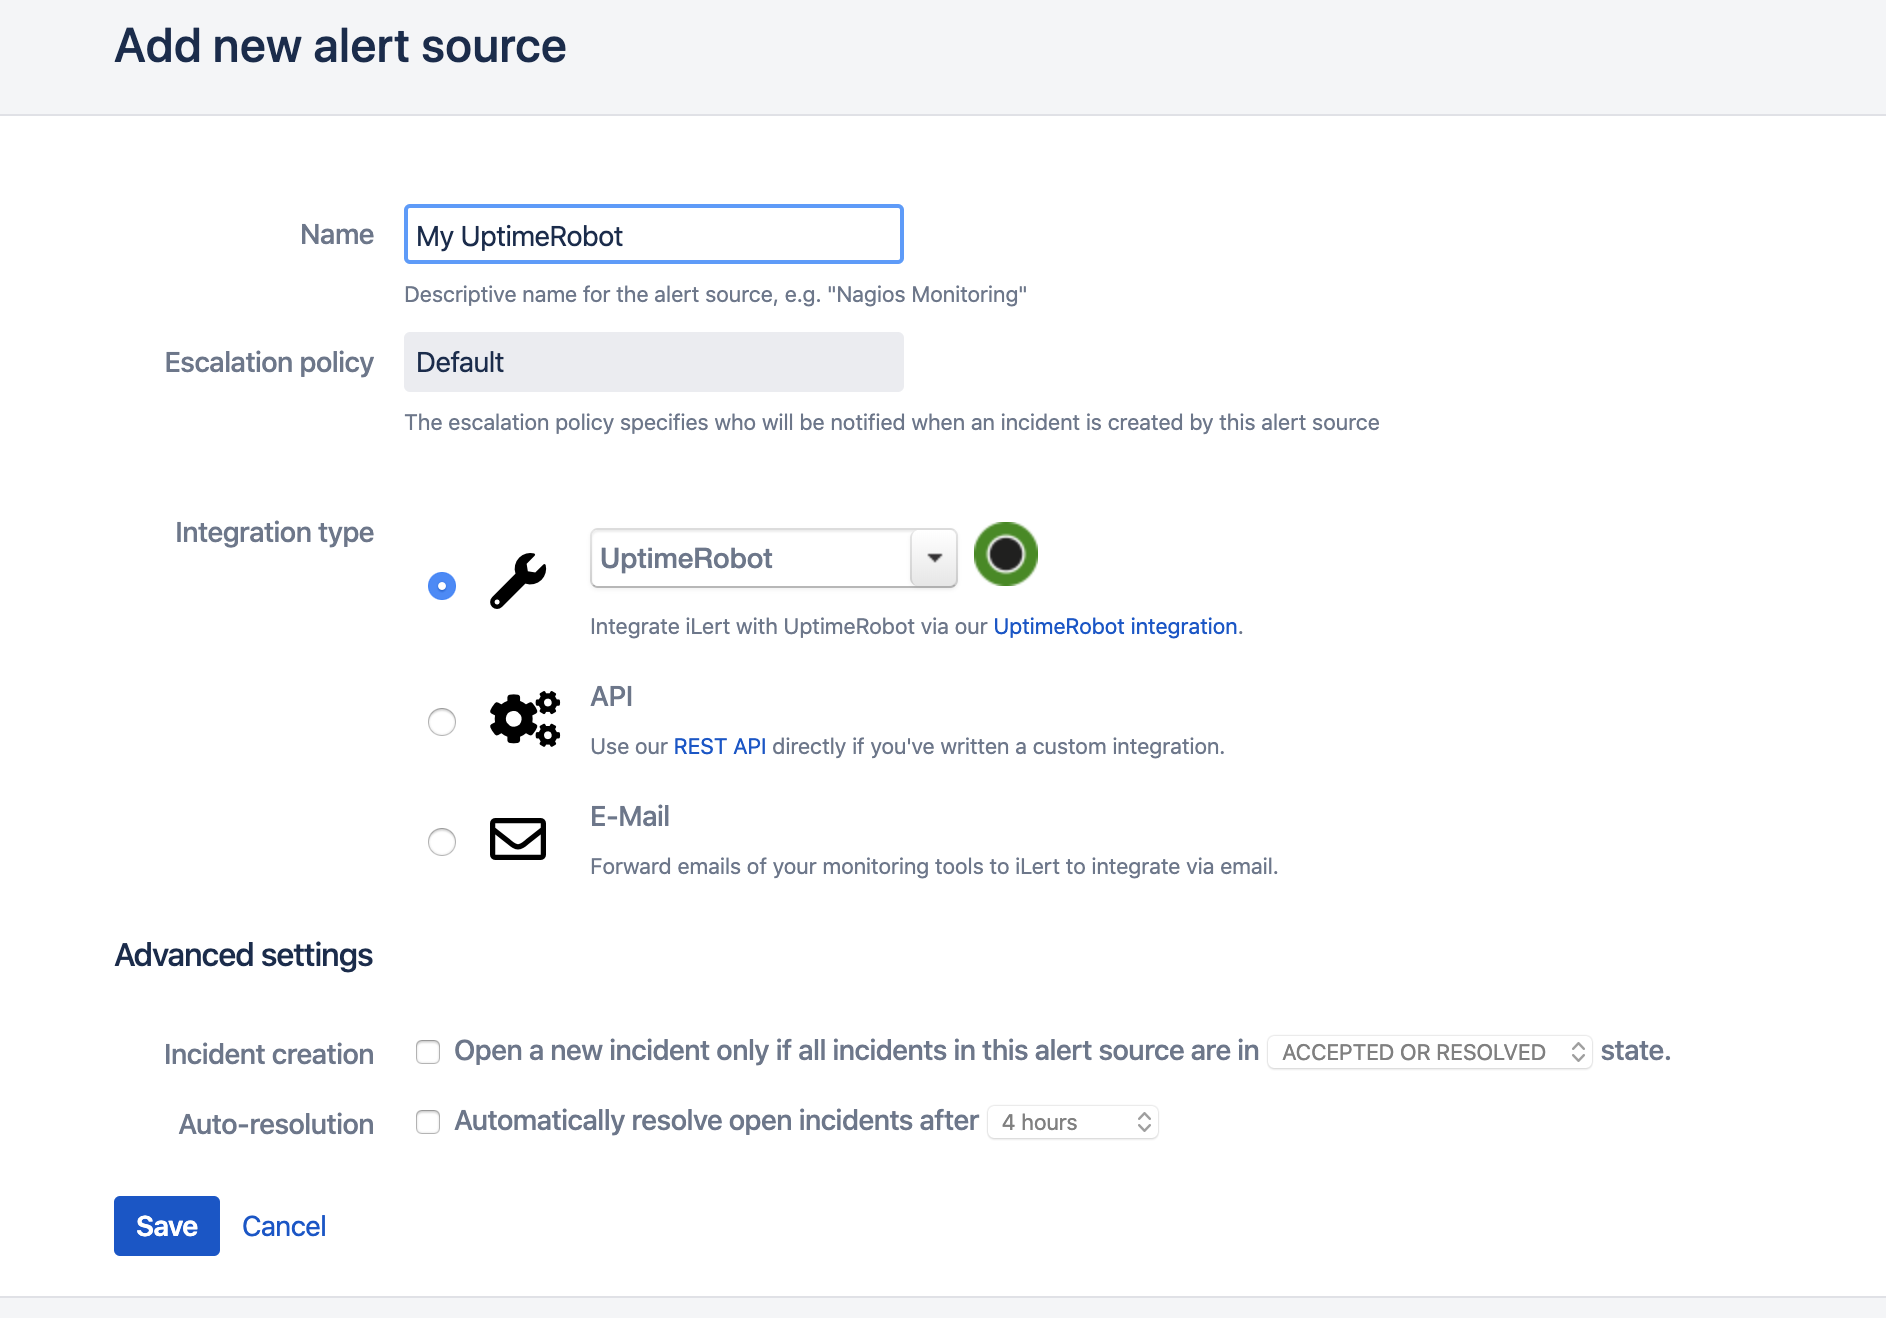 Add new alert source
Name
My UptimeRobot
Descriptive name for the alert source, e.g. "Nagios Monitoring"
Escalation policy
Default
The escalation policy specifies who will be notified when an incident is created by this alert source
Integration type
UptimeRobot
Integrate iLert with UptimeRobot via our UptimeRobot integration.
API
Use our REST API directly if you've written a custom integration.
E-Mail
Forward emails of your monitoring tools to iLert to integrate via email.
Advanced settings
Incident creation
Open a new incident only if all incidents in this alert source are in ACCEPTED OR RESOLVED state.
Auto-resolution
Automatically resolve open incidents after 4 hours
Save Cancel